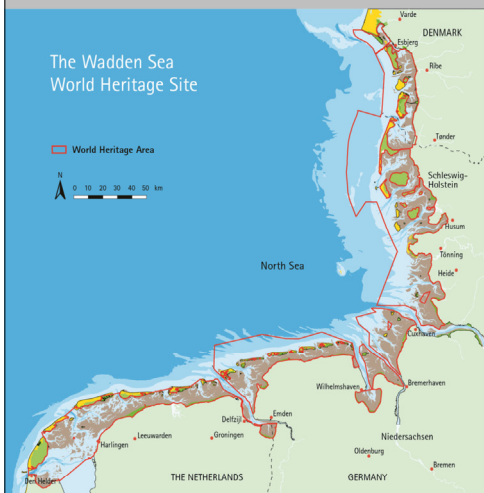 Varde
DENMARK
Esbjerg
The Wadden Sea
World Heritage Site
Ribe
World Heritage Area
Tønder
N
0 10 20 30 40 50 km
Schleswig-
Holstein
Husum
Tönning
North Sea
Heide
Cuxhaven
Wilhelmshaven
Bremerhaven
Delfzijl
Emden
Leeuwarden
Groningen
Niedersachsen
Harlingen
Oldenburg
Bremen
Den Helder
THE NETHERLANDS
GERMANY